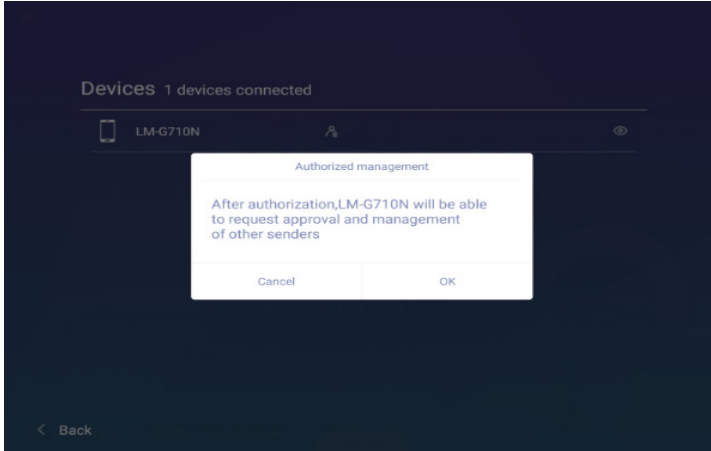 Devices 1 devices connected
LM-G710N
Authorized management
After authorization,LM-G710N will be able
to request approval and management
of other senders
Cancel OK
< Back